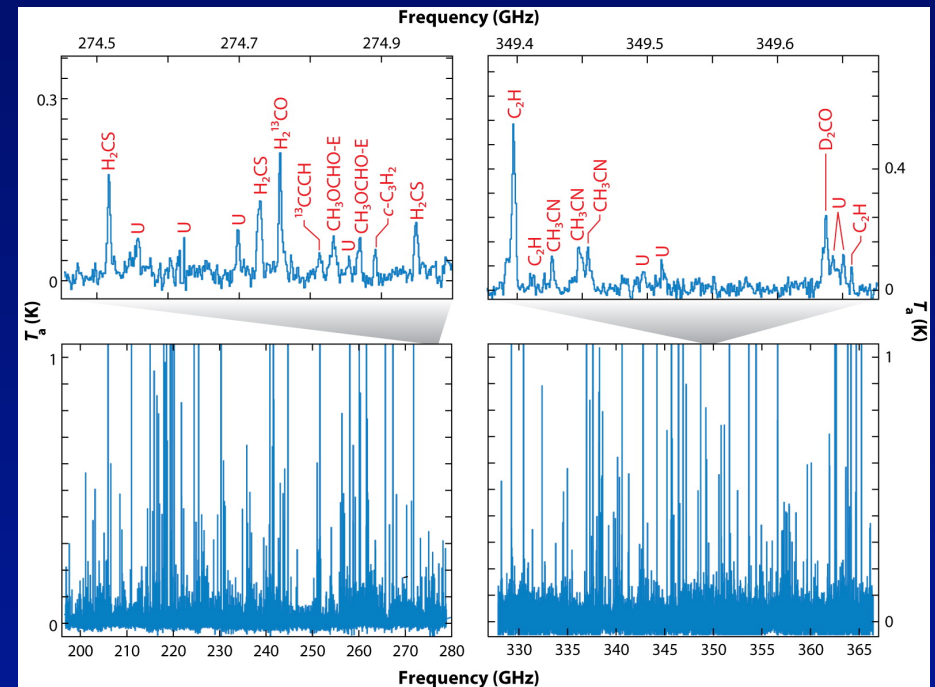 Frequency (GHz)
274.5 274.7 274.9 349.4 349.5 349.6
0.3
0
H₂CS
U
U
U
H₂CS
H₂¹³CO
¹³CCCH
CH₃OCHO-E
U
CH₃OCHO-E
c-C₃H₂
H₂CS
C₂H
C₂H
CH₃CN
CH₃CN
CH₃CN
U
U
D₂CO
U
C₂H
0.4
0
Tₐ (K)
Tₐ (K)
1
0
1
0
200 210 220 230 240 250 260 270 280 330 335 340 345 350 355 360 365
Frequency (GHz)